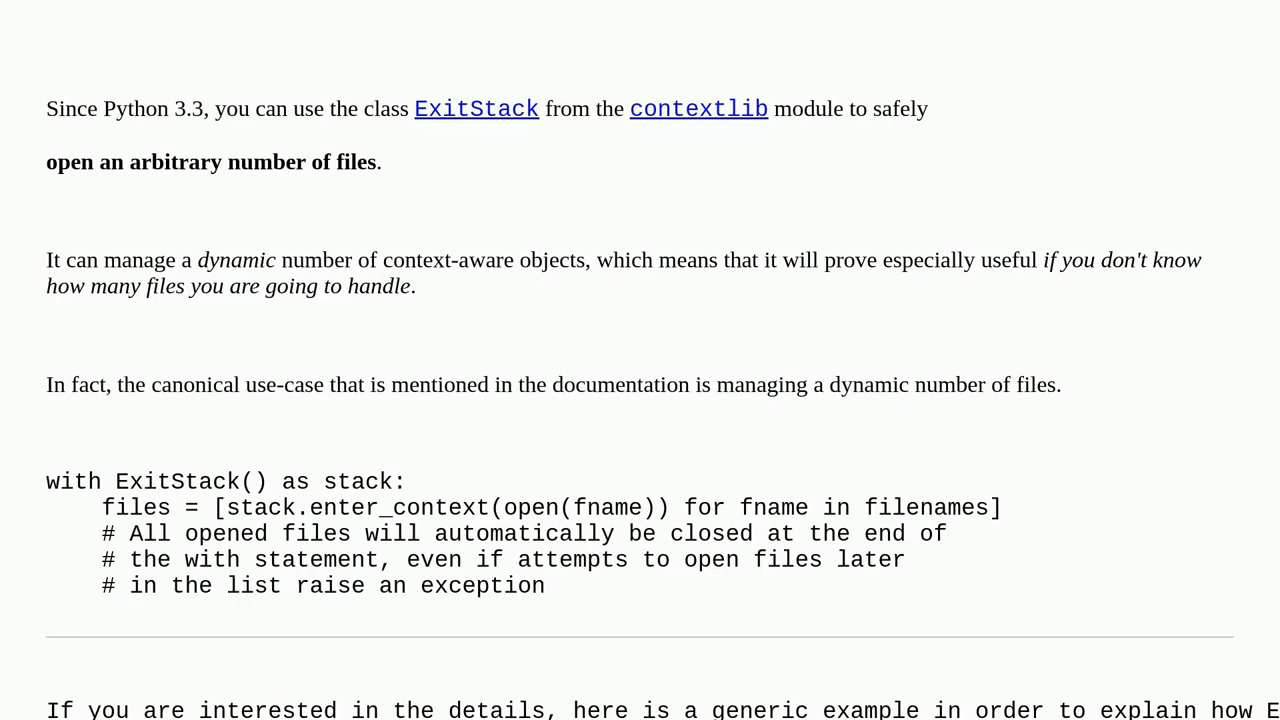 Since Python 3.3, you can use the class ExitStack from the contextlib module to safely
open an arbitrary number of files.
It can manage a dynamic number of context-aware objects, which means that it will prove especially useful if you don't know
how many files you are going to handle.
In fact, the canonical use-case that is mentioned in the documentation is managing a dynamic number of files.
with ExitStack() as stack:
    files = [stack.enter_context(open(fname)) for fname in filenames]
    # All opened files will automatically be closed at the end of
    # the with statement, even if attempts to open files later
    # in the list raise an exception
If you are interested in the details, here is a generic example in order to explain how E